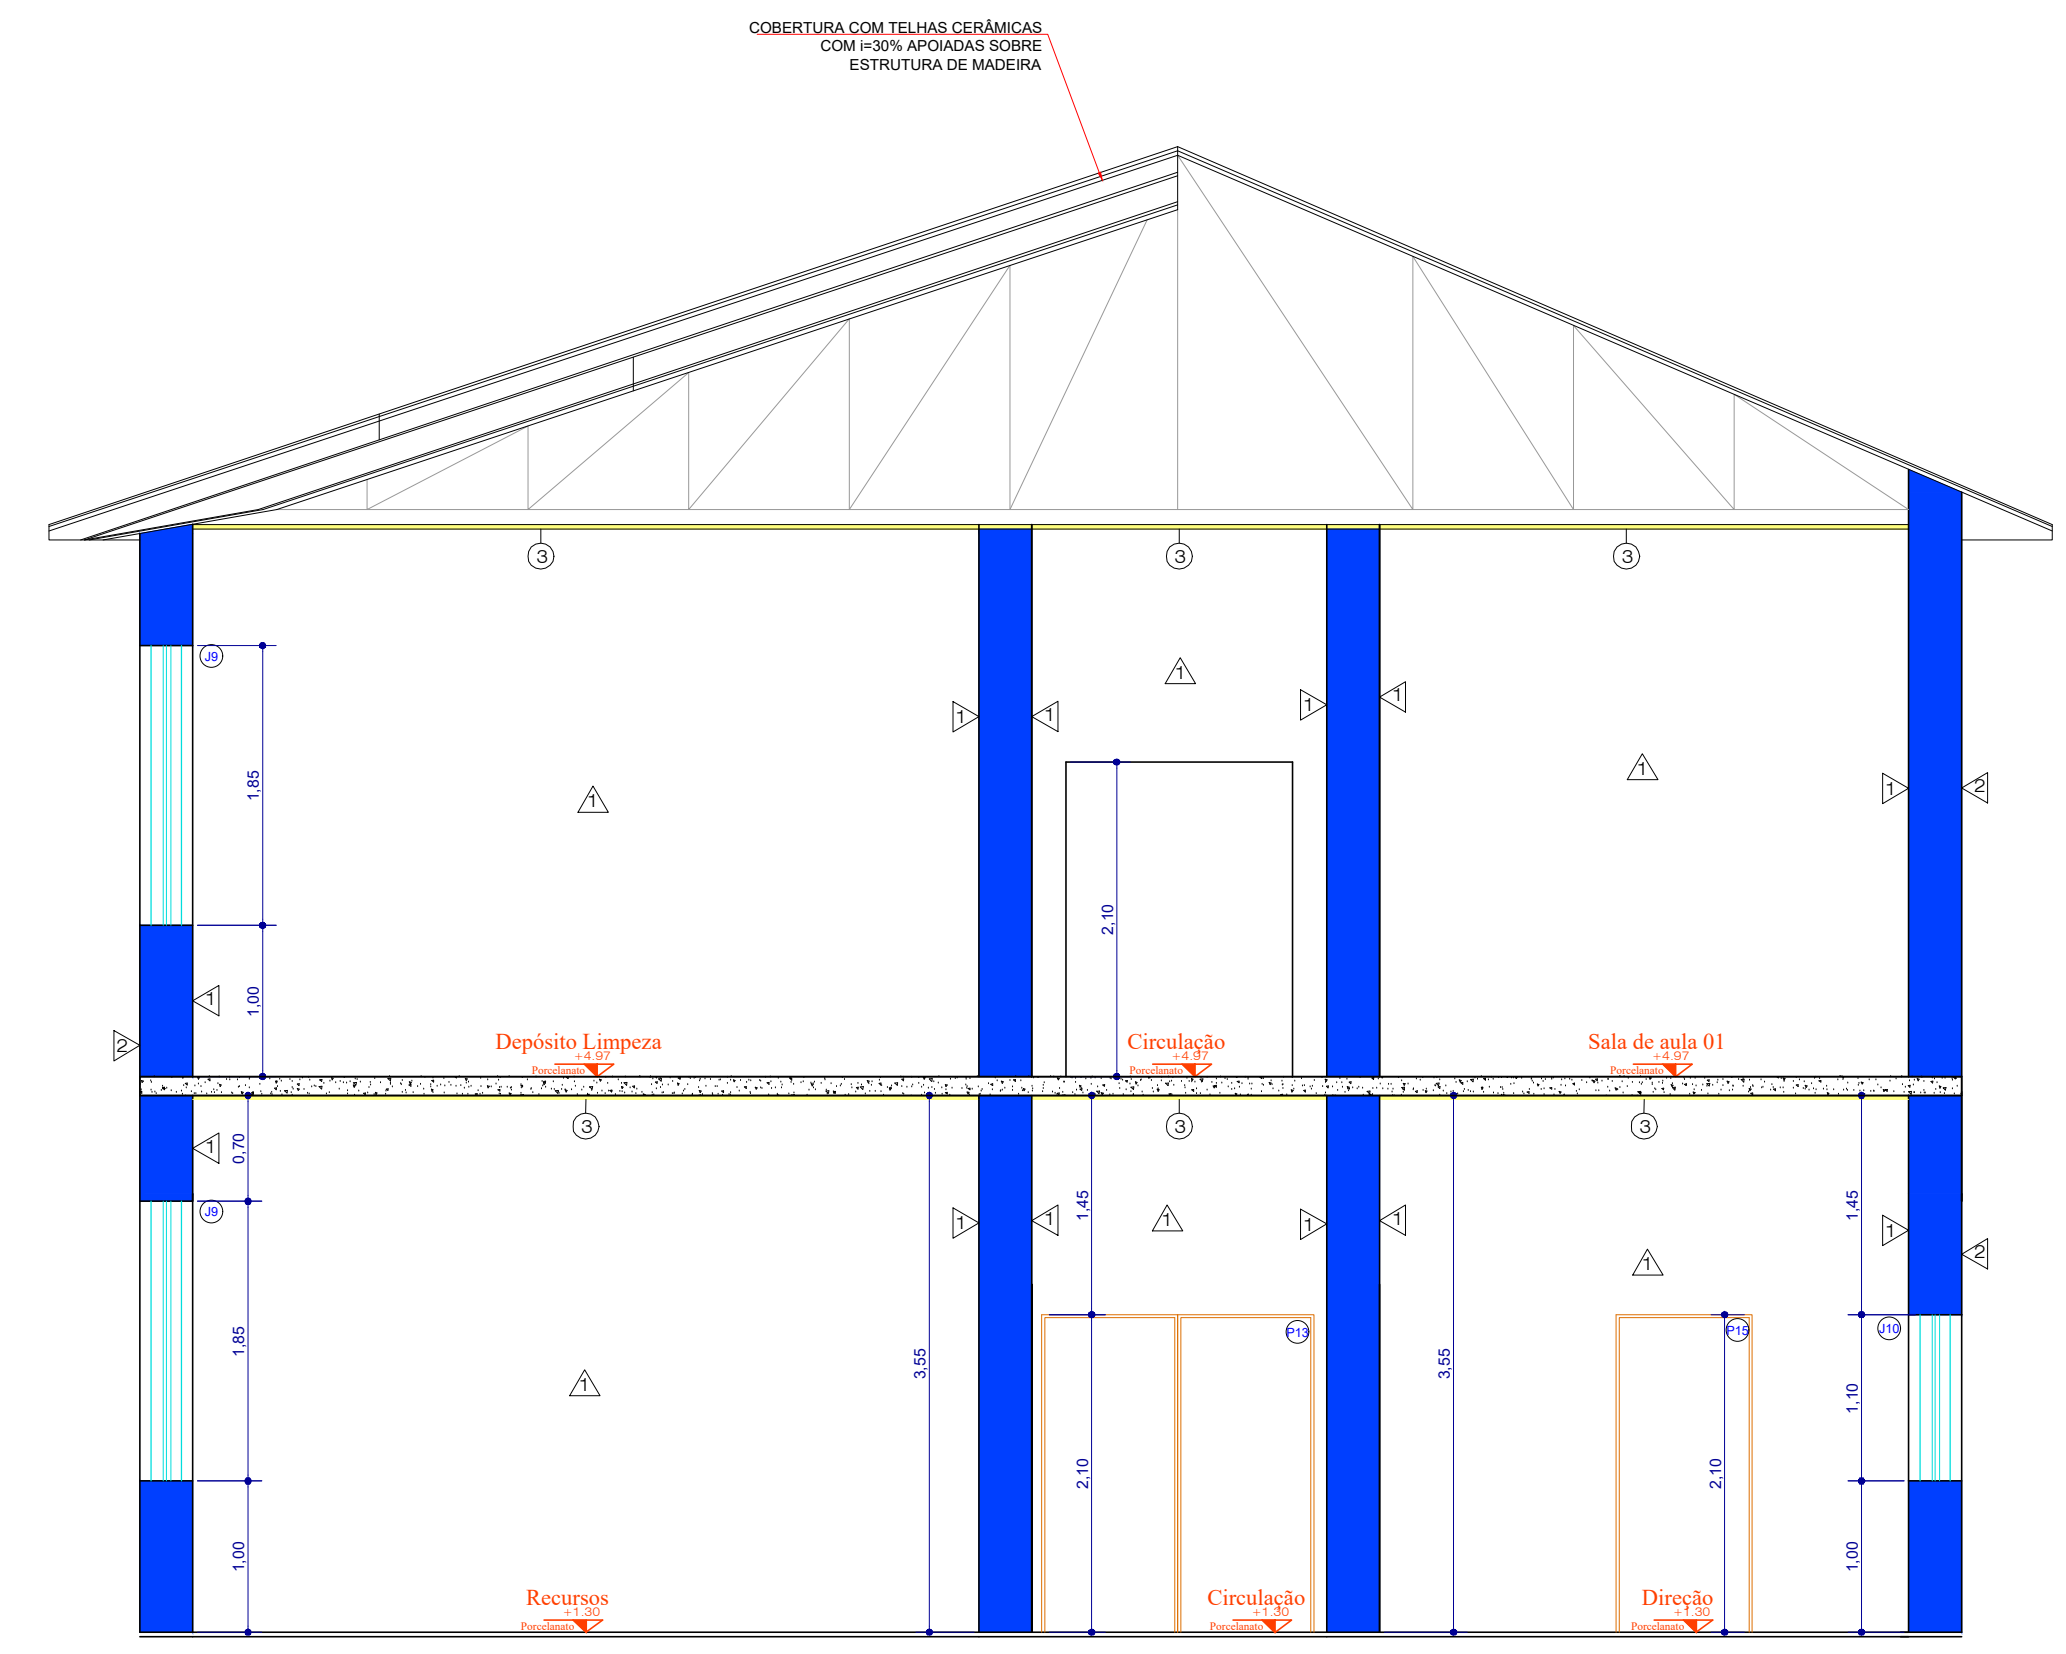 COBERTURA COM TELHAS CERÂMICAS
COM i=30% APOIADAS SOBRE
ESTRUTURA DE MADEIRA
3
3
3
J9
1
1
1
1
1
1
1,85
1
1
1
2
2,10
1
1,00
2
Depósito Limpeza
+4.97
Porcelanato
Circulação
+4.97
Porcelanato
Sala de aula 01
+4.97
Porcelanato
3
3
3
1
0,70
J9
1
1
1,45
1
1
1
1,45
1
2
1
P13
P15
J10
1,85
3,55
3,55
1
1,10
2,10
2,10
1,00
1,00
Recursos
+1.30
Porcelanato
Circulação
+1.30
Porcelanato
Direção
+1.30
Porcelanato